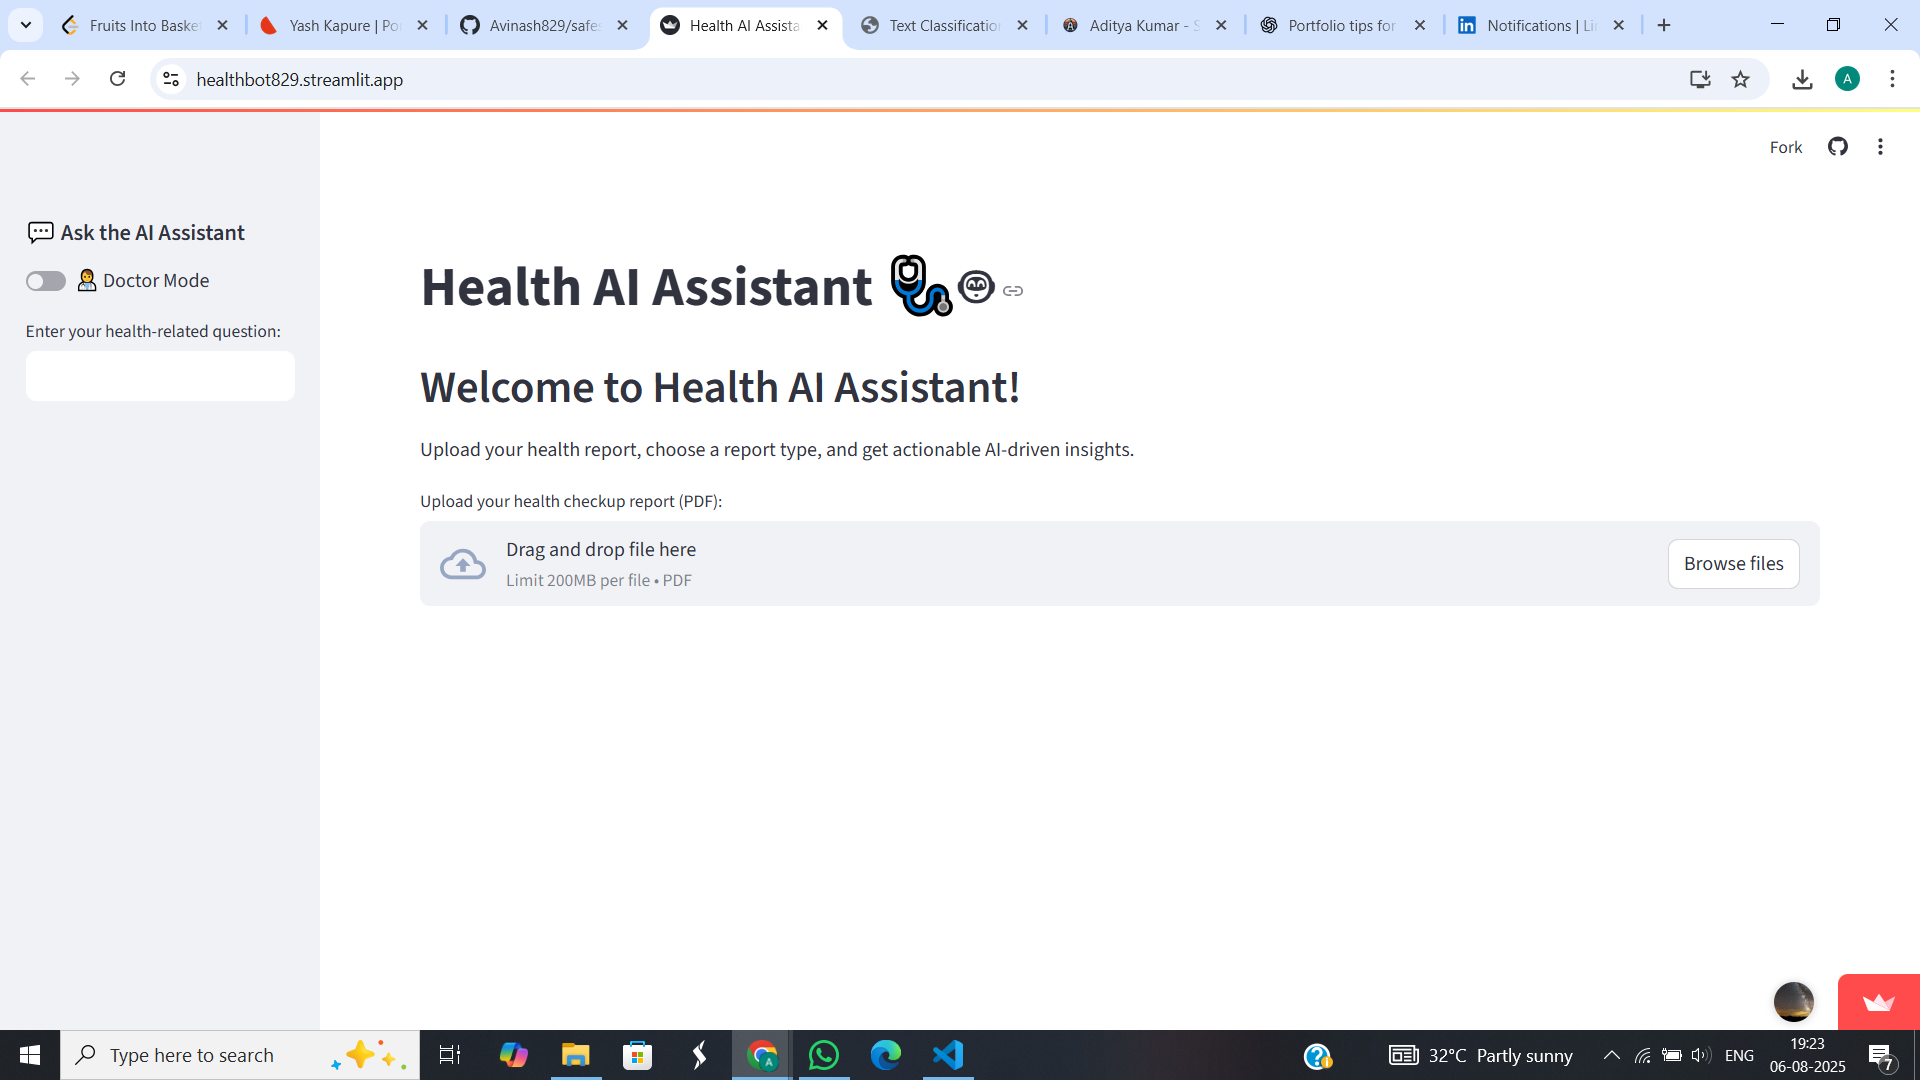 Fruits Into Basket
Yash Kapure | Po
Avinash829/safe
Health AI Assista
Text Classification
Aditya Kumar - S
Portfolio tips for
Notifications | Li
healthbot829.streamlit.app
A
Fork
Ask the AI Assistant
Doctor Mode
Enter your health-related question:
Health AI Assistant
Welcome to Health AI Assistant!
Upload your health report, choose a report type, and get actionable AI-driven insights.
Upload your health checkup report (PDF):
Drag and drop file here
Limit 200MB per file • PDF
Browse files
Type here to search
32°C Partly sunny
ENG
19:23
06-08-2025
7